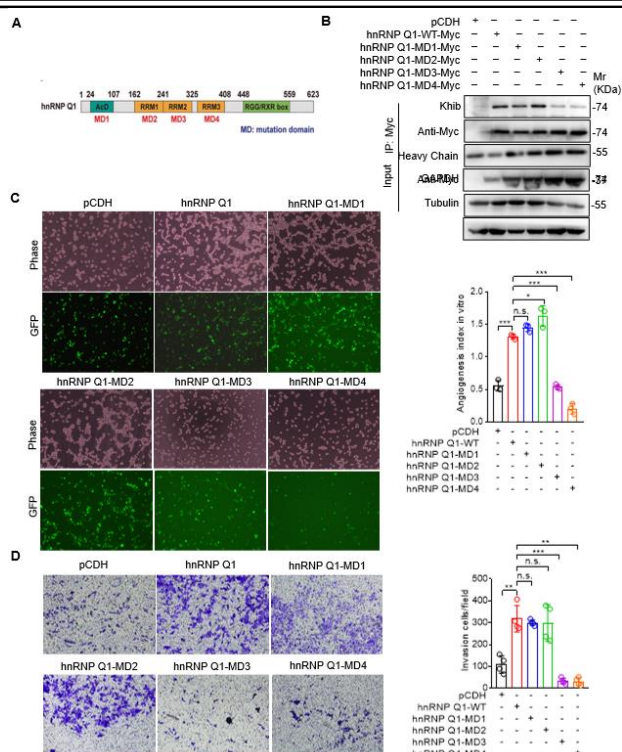 A
1 24 107 162 241 325 408 448 559 623
hnRNP Q1 AcD RRM1 RRM2 RRM3 RGG/RXR box
MD1 MD2 MD3 MD4
MD: mutation domain
B
pCDH + - - - - -
hnRNP Q1-WT-Myc - + - - - -
hnRNP Q1-MD1-Myc - - + - - -
hnRNP Q1-MD2-Myc - - - + - -
hnRNP Q1-MD3-Myc - - - - + -
hnRNP Q1-MD4-Myc - - - - - +
Mr
(KDa)
IP: Myc
Khib -74
Anti-Myc -74
Heavy Chain -55
Input
Anti-Myc
GAPDH
Tubulin -55
C
pCDH hnRNP Q1 hnRNP Q1-MD1
Phase
GFP
hnRNP Q1-MD2 hnRNP Q1-MD3 hnRNP Q1-MD4
Phase
GFP
Angiogenesis index in vitro
2.0
1.5
1.0
0.5
0.0
***
***
*
n.s.
***
pCDH + - - - - -
hnRNP Q1-WT - + - - - -
hnRNP Q1-MD1 - - + - - -
hnRNP Q1-MD2 - - - + - -
hnRNP Q1-MD3 - - - - + -
hnRNP Q1-MD4 - - - - - +
D
pCDH hnRNP Q1 hnRNP Q1-MD1
hnRNP Q1-MD2 hnRNP Q1-MD3 hnRNP Q1-MD4
Invasion cells/field
500
400
300
200
100
0
**
***
n.s.
n.s.
**
pCDH + - - - - -
hnRNP Q1-WT - + - - - -
hnRNP Q1-MD1 - - + - - -
hnRNP Q1-MD2 - - - + - -
hnRNP Q1-MD3 - - - - + -